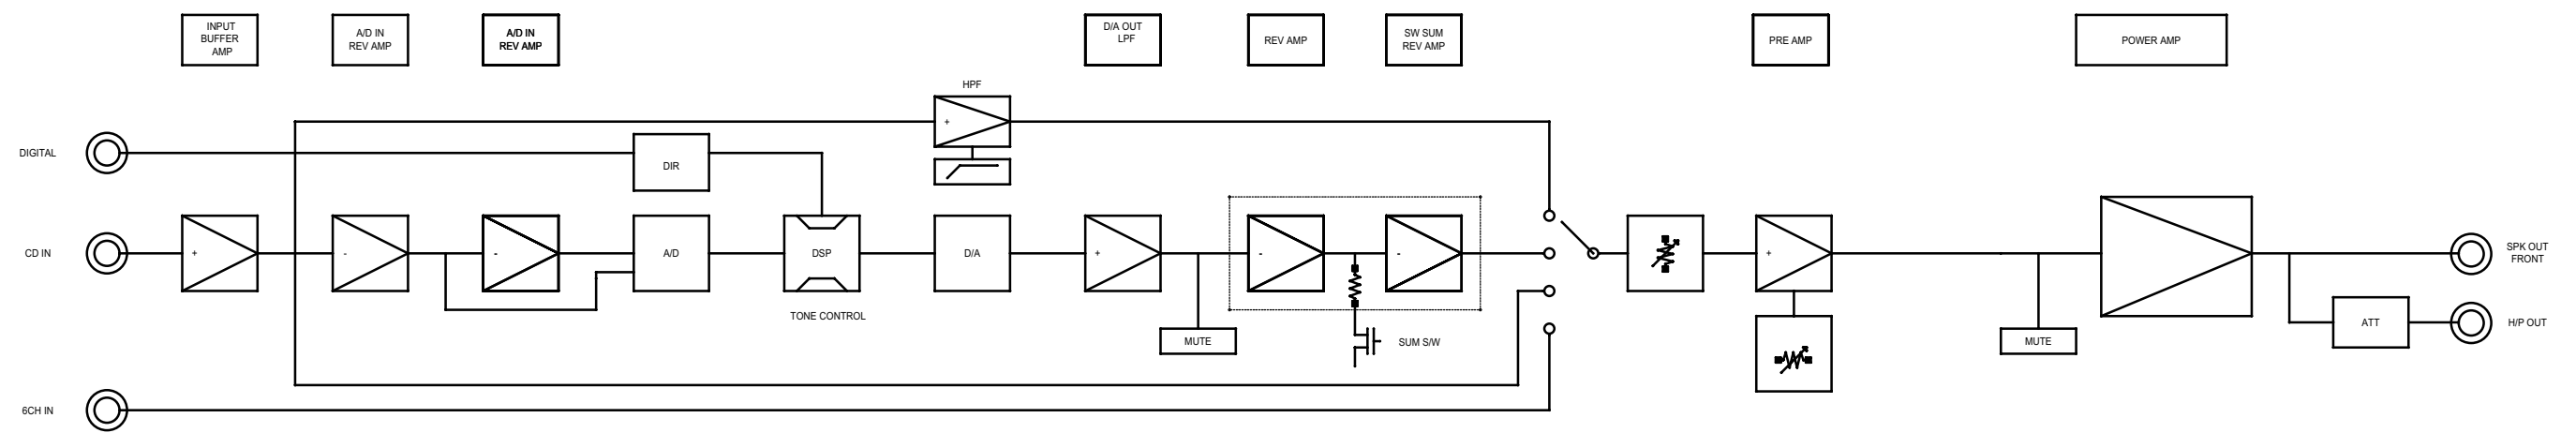 INPUT
BUFFER
AMP
A/D IN
REV AMP
A/D IN
REV AMP
D/A OUT
LPF
REV AMP
SW SUM
REV AMP
PRE AMP
POWER AMP
HPF
+
DIGITAL
DIR
CD IN
+
-
-
A/D
DSP
D/A
+
-
-
+
SPK OUT
FRONT
TONE CONTROL
MUTE
SUM S/W
MUTE
ATT
H/P OUT
6CH IN